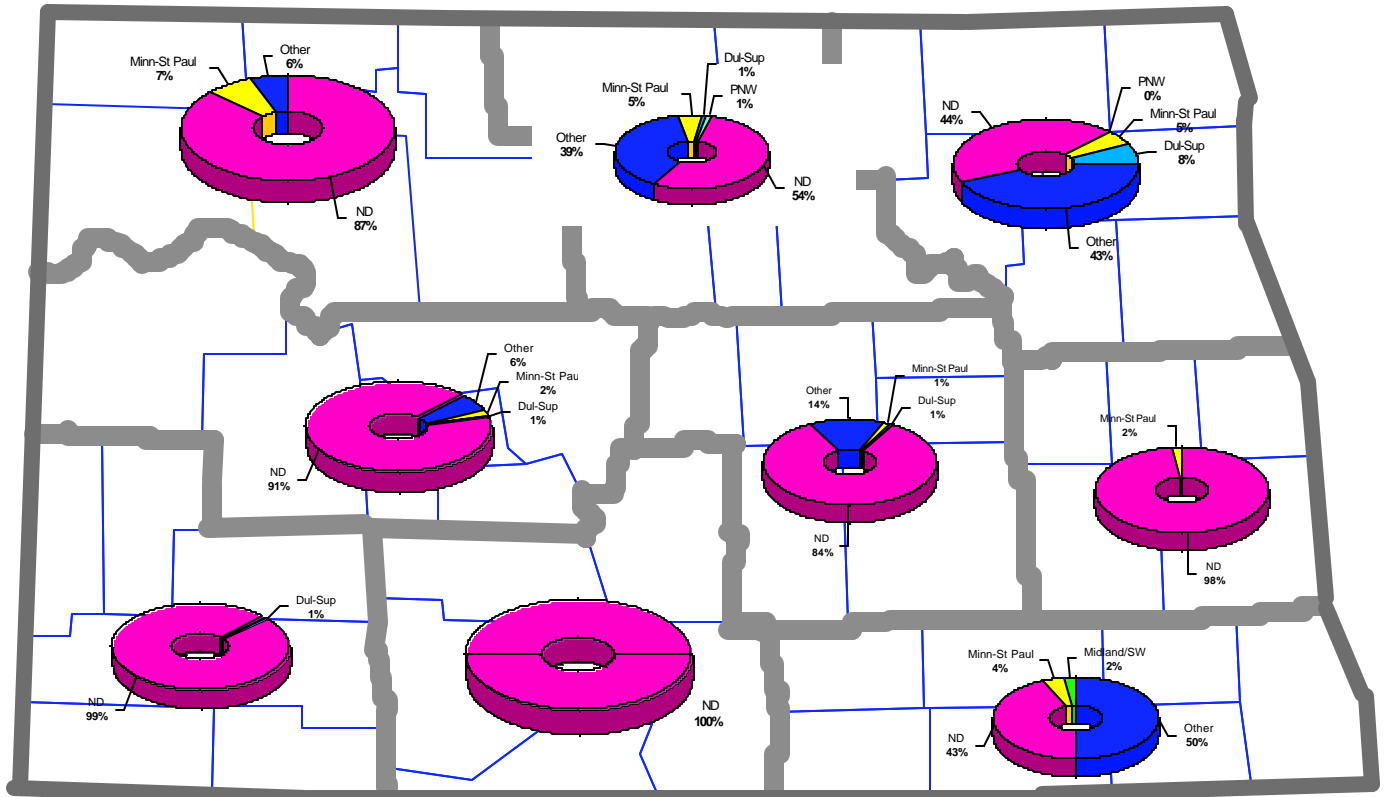 Minn-St Paul
7%
Other
6%
ND
87%
Minn-St Paul
5%
Dul-Sup
1%
PNW
1%
Other
39%
ND
54%
ND
44%
PNW
0%
Minn-St Paul
5%
Dul-Sup
8%
Other
43%
Other
6%
Minn-St Pau
2%
Dul-Sup
1%
ND
91%
Other
14%
Minn-St Paul
1%
Dul-Sup
1%
ND
84%
Minn-St Paul
2%
ND
98%
Dul-Sup
1%
ND
99%
ND
100%
Minn-St Paul
4%
Midland/SW
2%
ND
43%
Other
50%